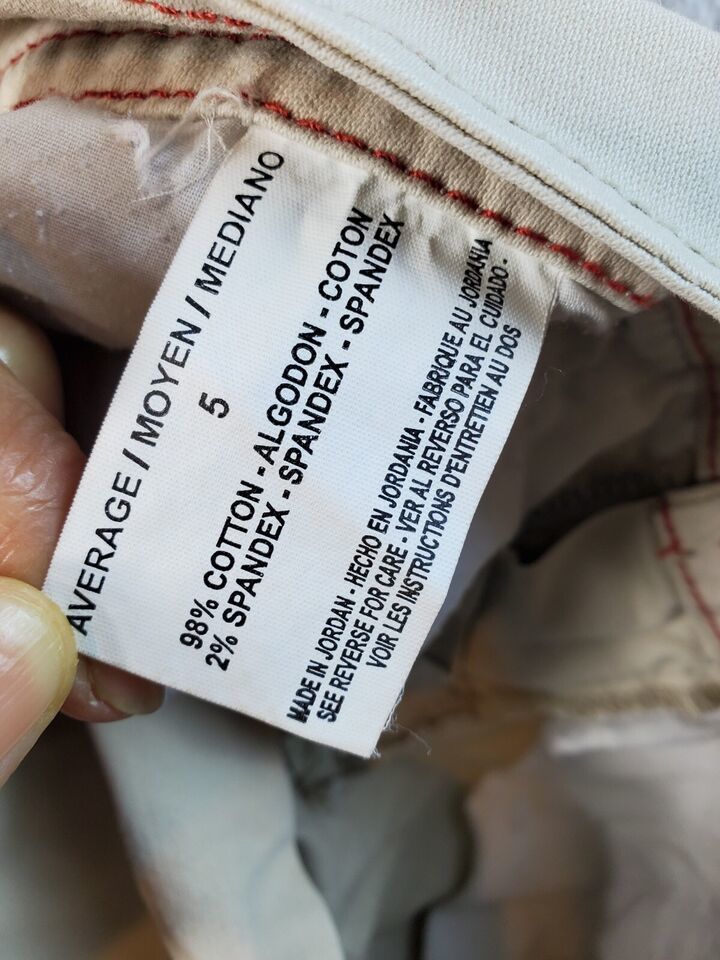 AVERAGE / MOYEN / MEDIANO
5
98% COTTON - ALGODON - COTON
2% SPANDEX - SPANDEX - SPANDEX
MADE IN JORDAN - HECHO EN JORDANIA - FABRIQUE AU JORDANIA
SEE REVERSE FOR CARE - VER AL REVERSO PARA EL CUIDADO -
VOIR LES INSTRUCTIONS D'ENTRETIEN AU DOS